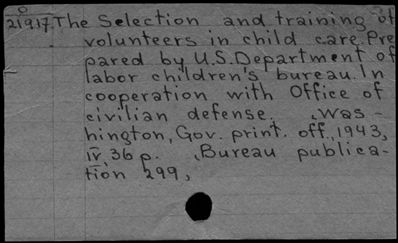 O
21937. The Selection and training of
volunteers in child care. Pre
pared by U.S. Department of
labor children's bureau. In
cooperation with Office of
civilian defense. Was-
hington, Gov. print. off. 1943,
IV, 36 p. Bureau publica-
tion 299,